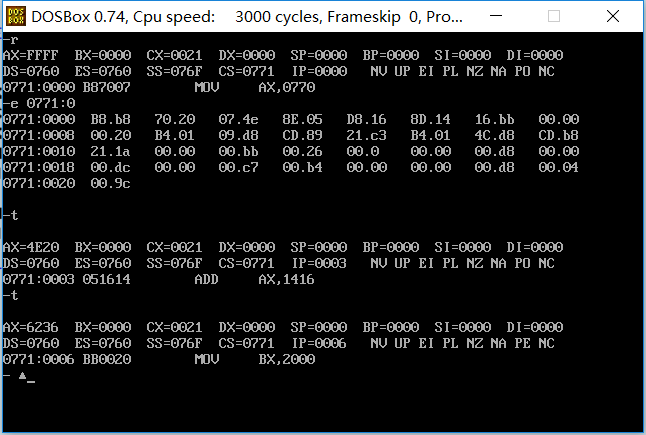 DOSBox 0.74, Cpu speed: 3000 cycles, Frameskip 0, Pro...
-r
AX=FFFF BX=0000 CX=0021 DX=0000 SP=0000 BP=0000 SI=0000 DI=0000
DS=0760 ES=0760 SS=076F CS=0771 IP=0000 NV UP EI PL NZ NA PO NC
0771:0000 B87007 MOV AX,0770
-e 0771:0
0771:0000 B8.b8 70.20 07.4e 8E.05 D8.16 8D.14 16.bb 00.00
0771:0008 00.20 B4.01 09.d8 CD.89 21.c3 B4.01 4C.d8 CD.b8
0771:0010 21.1a 00.00 00.bb 00.26 00.0 00.00 00.d8 00.00
0771:0018 00.dc 00.00 00.c7 00.b4 00.00 00.00 00.d8 00.04
0771:0020 00.9c
-t
AX=4E20 BX=0000 CX=0021 DX=0000 SP=0000 BP=0000 SI=0000 DI=0000
DS=0760 ES=0760 SS=076F CS=0771 IP=0003 NV UP EI PL NZ NA PO NC
0771:0003 051614 ADD AX,1416
-t
AX=6236 BX=0000 CX=0021 DX=0000 SP=0000 BP=0000 SI=0000 DI=0000
DS=0760 ES=0760 SS=076F CS=0771 IP=0006 NV UP EI PL NZ NA PE NC
0771:0006 BB0020 MOV BX,2000
- ▲_